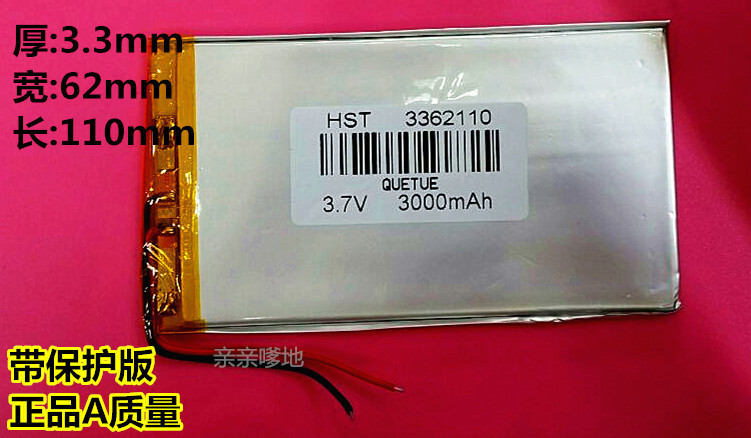 厚:3.3mm
宽:62mm
长:110mm
HST 3362110
QUETUE
3.7V 3000mAh
亲亲嗲地
带保护版
正品A质量